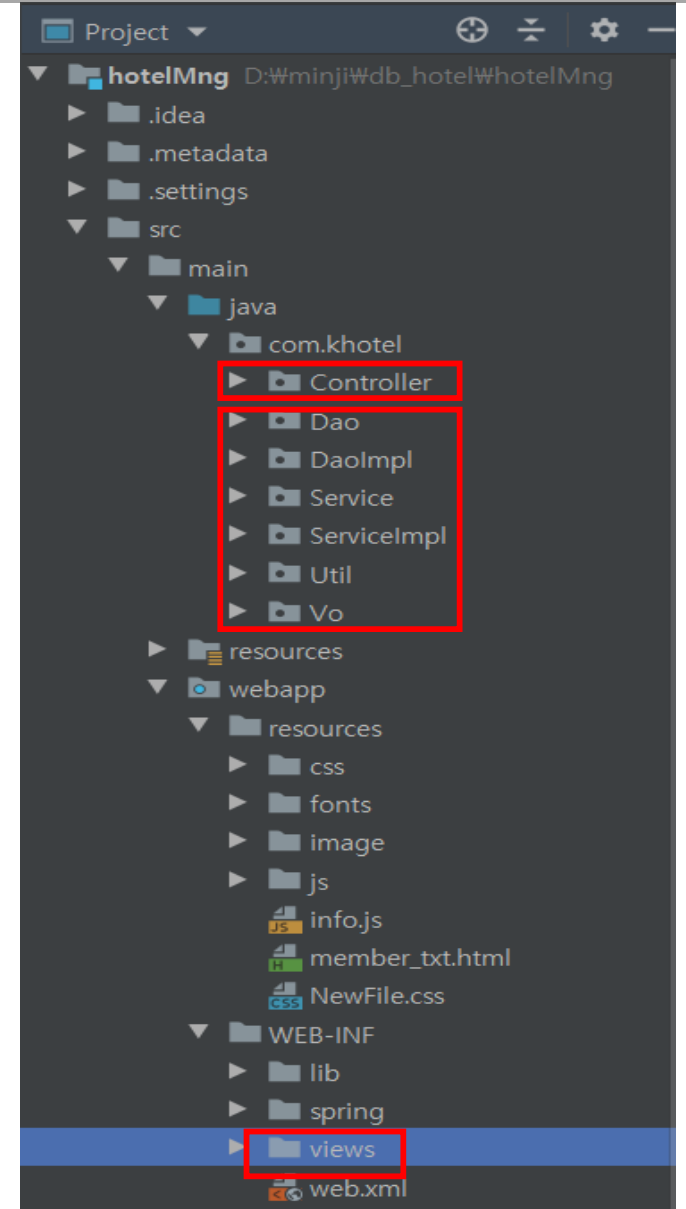 Project
hotelMng D:₩minji₩db_hotel₩hotelMng
.idea
.metadata
.settings
src
main
java
com.khotel
Controller
Dao
DaoImpl
Service
ServiceImpl
Util
Vo
resources
webapp
resources
css
fonts
image
js
JS info.js
H member_txt.html
CSS NewFile.css
WEB-INF
lib
spring
views
web.xml